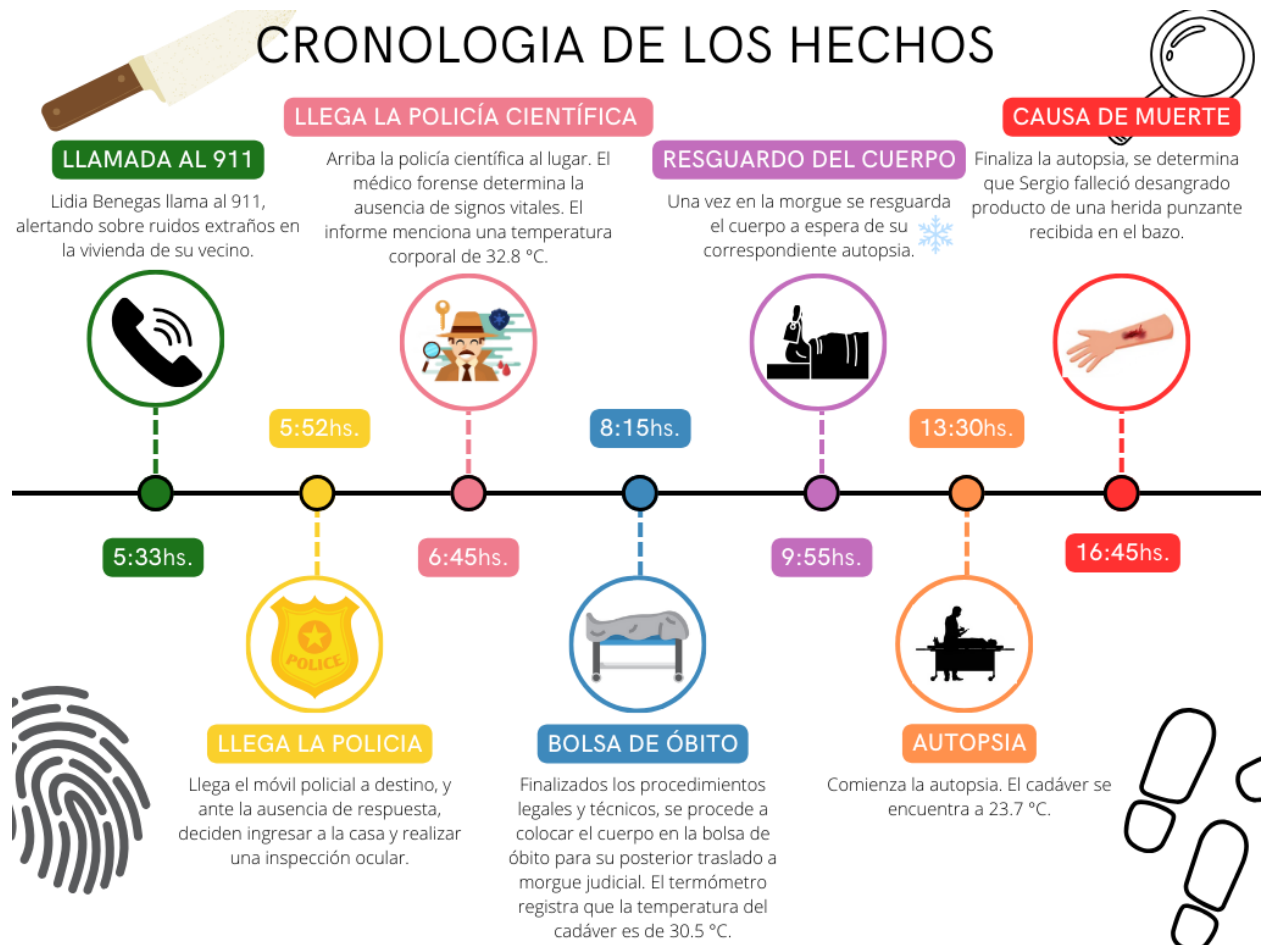 CRONOLOGIA DE LOS HECHOS
LLAMADA AL 911
Lidia Benegas llama al 911,
alertando sobre ruidos extraños en
la vivienda de su vecino.
5:33hs.
5:52hs.
LLEGA LA POLICIA
Llega el móvil policial a destino, y
ante la ausencia de respuesta,
deciden ingresar a la casa y realizar
una inspección ocular.
POLICE
LLEGA LA POLICÍA CIENTÍFICA
Arriba la policía científica al lugar. El
médico forense determina la
ausencia de signos vitales. El
informe menciona una temperatura
corporal de 32.8 °C.
6:45hs.
8:15hs.
BOLSA DE ÓBITO
Finalizados los procedimientos
legales y técnicos, se procede a
colocar el cuerpo en la bolsa de
óbito para su posterior traslado a
morgue judicial. El termómetro
registra que la temperatura del
cadáver es de 30.5 °C.
RESGUARDO DEL CUERPO
Una vez en la morgue se resguarda
el cuerpo a espera de su
correspondiente autopsia.
9:55hs.
13:30hs.
AUTOPSIA
Comienza la autopsia. El cadáver se
encuentra a 23.7 °C.
CAUSA DE MUERTE
Finaliza la autopsia, se determina
que Sergio falleció desangrado
producto de una herida punzante
recibida en el bazo.
16:45hs.